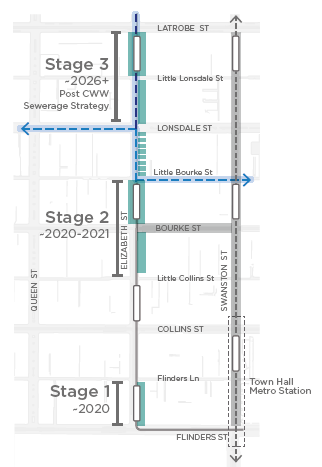 LATROBE ST
Stage 3
~2026+
Post CWW
Sewerage Strategy
Little Lonsdale St
LONSDALE ST
Little Bourke St
Stage 2
~2020-2021
ELIZABETH ST
BOURKE ST
QUEEN ST
SWANSTON ST
Little Collins St
COLLINS ST
Flinders Ln
Stage 1
~2020
Town Hall
Metro Station
FLINDERS ST